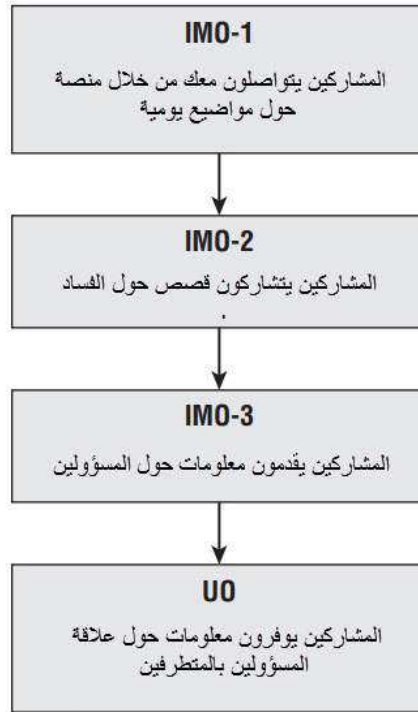 IMO-1
المشاركين يتواصلون معك من خلال منصة
حول مواضيع يومية
IMO-2
المشاركين يتشاركون قصص حول الفساد
.
IMO-3
المشاركين يقدمون معلومات حول المسؤولين
UO
المشاركين يوفرون معلومات حول علاقة
المسؤولين بالمتطرفين